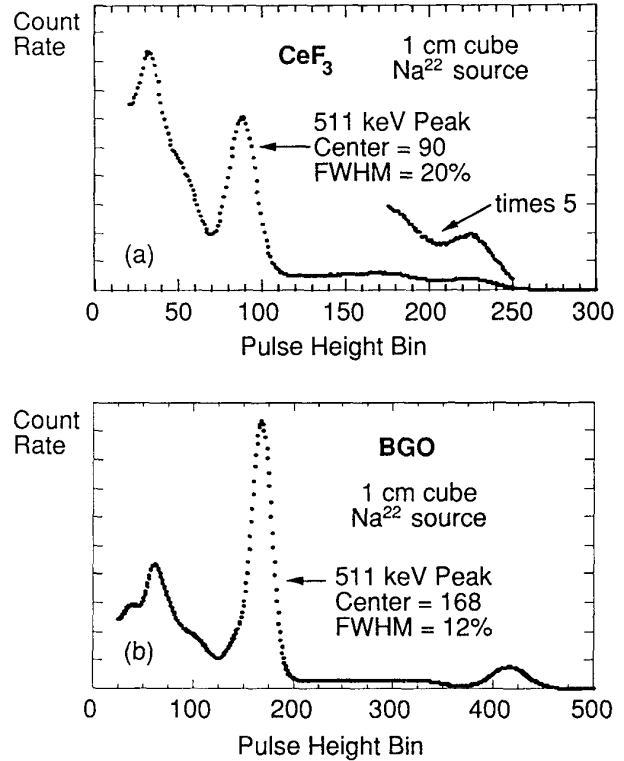 Count
Rate
CeF₃
1 cm cube
Na²² source
511 keV Peak
Center = 90
FWHM = 20%
times 5
(a)
0 50 100 150 200 250 300
Pulse Height Bin
Count
Rate
BGO
1 cm cube
Na²² source
511 keV Peak
Center = 168
FWHM = 12%
(b)
0 100 200 300 400 500
Pulse Height Bin